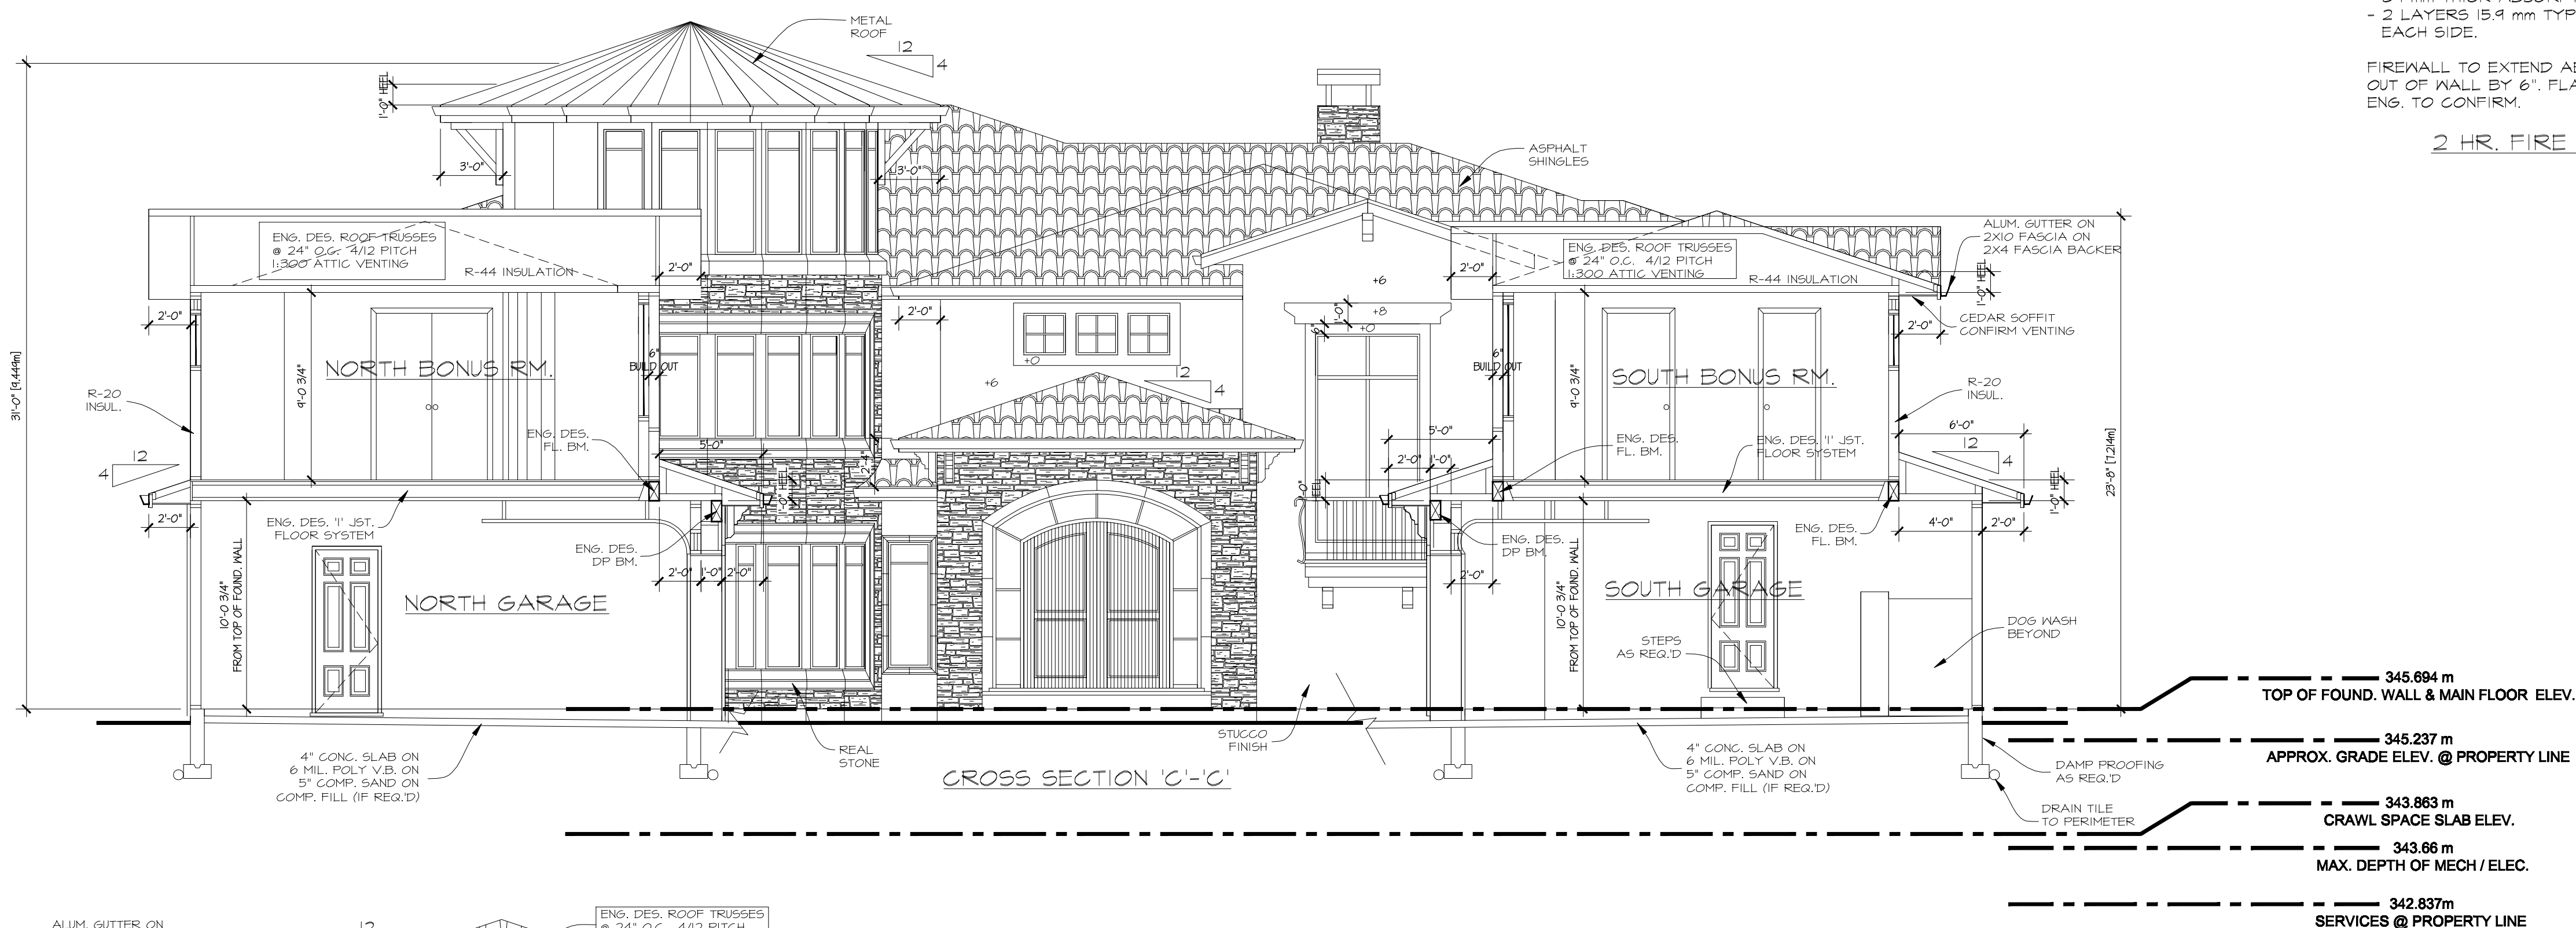 METAL
ROOF
12
4
1'-0" HEEL
3'-0"
3'-0"
31'-0" [9.449m]
ENG. DES. ROOF TRUSSES
@ 24" O.C. 4/12 PITCH
1:300 ATTIC VENTING
R-44 INSULATION
2'-0"
2'-0"
2'-0"
NORTH BONUS RM.
9'-0 3/4"
R-20
INSUL.
6"
BUILD OUT
ENG. DES.
FL. BM.
5'-0"
12
4
2'-0"
ENG. DES. 'I' JST.
FLOOR SYSTEM
10'-0 3/4"
FROM TOP OF FOUND. WALL
NORTH GARAGE
ENG. DES.
DP BM.
1'-0" HEEL
2'-4"
2'-0"
1'-0"
2'-0"
4" CONC. SLAB ON
6 MIL. POLY V.B. ON
5" COMP. SAND ON
COMP. FILL (IF REQ.'D)
REAL
STONE
+0
+6
12
4
ASPHALT
SHINGLES
+6
+8
+0
1'-0"
6"
2'-0"
ENG. DES. ROOF TRUSSES
@ 24" O.C. 4/12 PITCH
1:300 ATTIC VENTING
R-44 INSULATION
ALUM. GUTTER ON
2X10 FASCIA ON
2X4 FASCIA BACKER
1'-0" HEEL
CEDAR SOFFIT
CONFIRM VENTING
2'-0"
6"
BUILD OUT
9'-0 3/4"
SOUTH BONUS RM.
R-20
INSUL.
6'-0"
12
4
5'-0"
2'-0"
1'-0"
HEEL
ENG. DES.
FL. BM.
ENG. DES. 'I' JST.
FLOOR SYSTEM
23'-8" [7.214m]
1'-0" HEEL
4'-0"
2'-0"
ENG. DES.
FL. BM.
ENG. DES.
DP BM.
2'-0"
10'-0 3/4"
FROM TOP OF FOUND. WALL
SOUTH GARAGE
STEPS
AS REQ.'D
DOG WASH
BEYOND
STUCCO
FINISH
4" CONC. SLAB ON
6 MIL. POLY V.B. ON
5" COMP. SAND ON
COMP. FILL (IF REQ.'D)
CROSS SECTION 'C'-'C'
DAMP PROOFING
AS REQ.'D
DRAIN TILE
TO PERIMETER
345.694 m
TOP OF FOUND. WALL & MAIN FLOOR ELEV.
345.237 m
APPROX. GRADE ELEV. @ PROPERTY LINE
343.863 m
CRAWL SPACE SLAB ELEV.
343.66 m
MAX. DEPTH OF MECH / ELEC.
342.837m
SERVICES @ PROPERTY LINE
- 2 LAYERS 15.9 mm TYP
EACH SIDE.
FIREWALL TO EXTEND
OUT OF WALL BY 6".
ENG. TO CONFIRM.
2 HR. FIRE
ALUM. GUTTER ON
12
ENG. DES. ROOF TRUSSES
@ 24" O.C. 4/12 PITCH